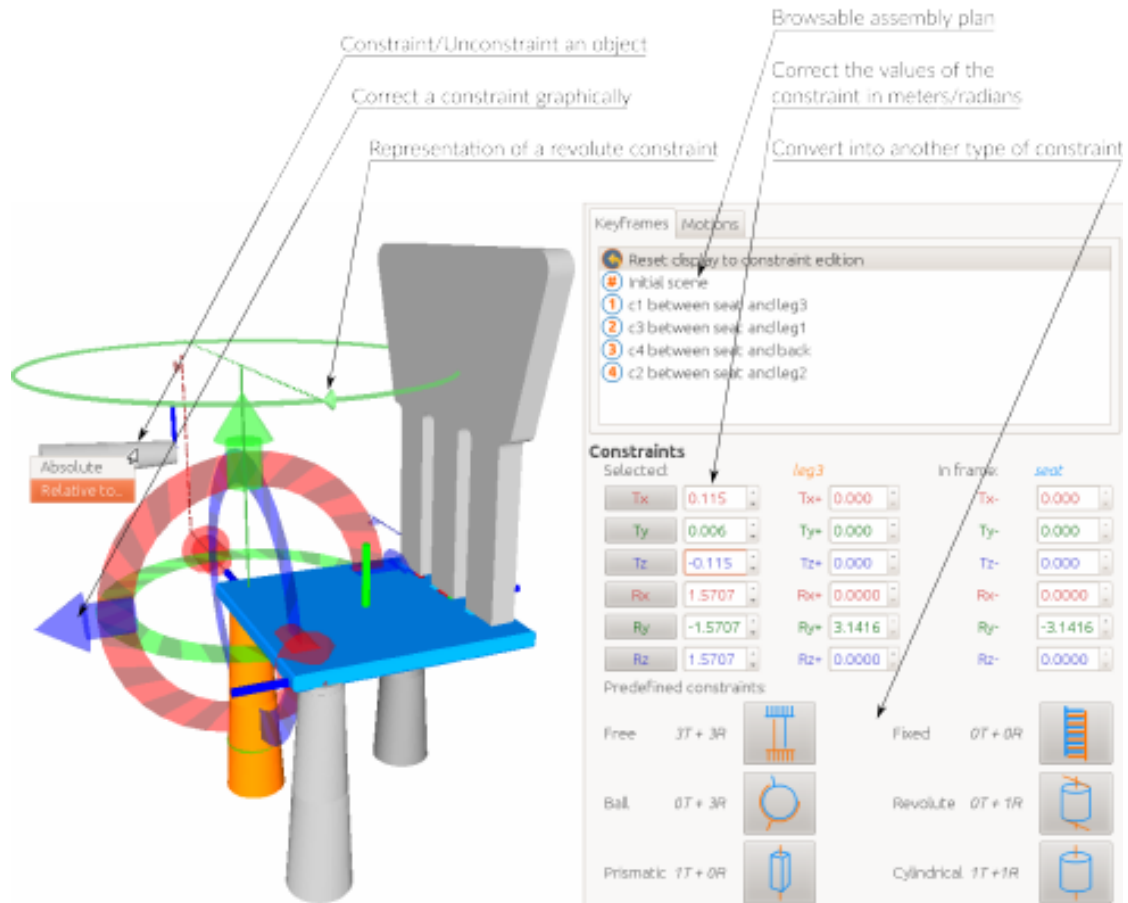 Browsable assembly plan
Constraint/Unconstraint an object
Correct the values of the
constraint in meters/radians
Correct a constraint graphically
Representation of a revolute constraint
Convert into another type of constraint
Keyframes Motions
Reset display to constraint edition
# Initial scene
1 c1 between seat and leg3
2 c3 between seat and leg1
3 c4 between seat and back
4 c2 between seat and leg2
Absolute
Relative to...
Constraints
Selected: leg3 In frame: seat
Tx 0.115 Tx+ 0.000 Tx- 0.000
Ty 0.006 Ty+ 0.000 Ty- 0.000
Tz -0.115 Tz+ 0.000 Tz- 0.000
Rx 1.5707 Rx+ 0.0000 Rx- 0.0000
Ry -1.5707 Ry+ 3.1416 Ry- -3.1416
Rz 1.5707 Rz+ 0.0000 Rz- 0.0000
Predefined constraints:
Free 3T + 3R Fixed 0T + 0R
Ball 0T + 3R Revolute 0T + 1R
Prismatic 1T + 0R Cylindrical 1T+1R